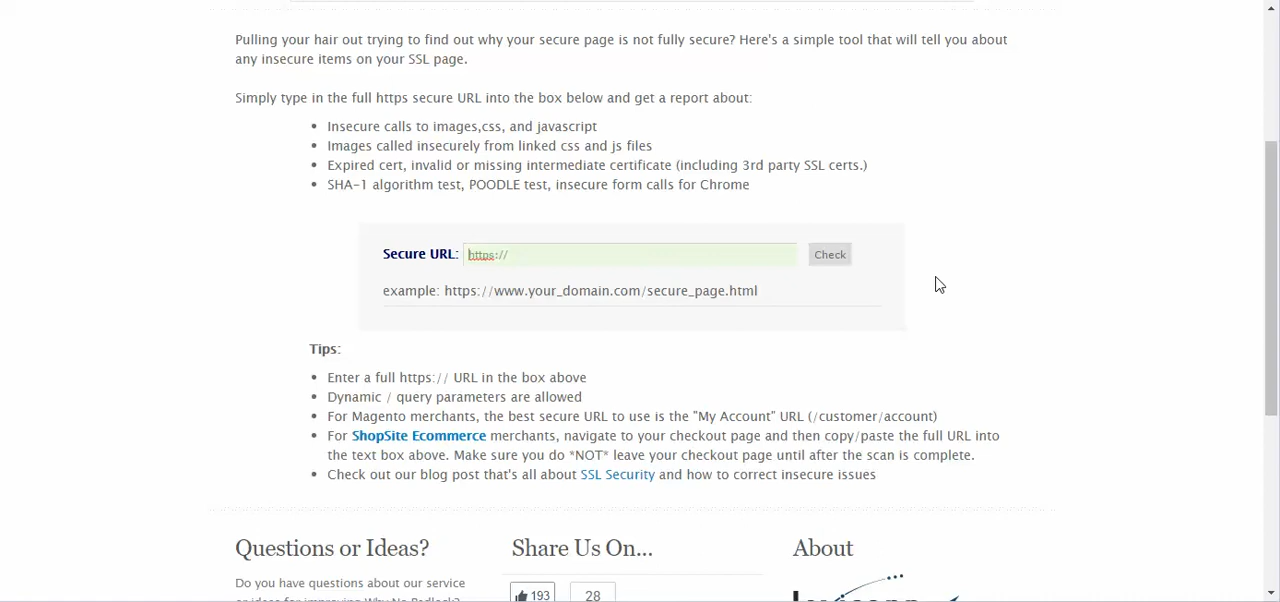 Pulling your hair out trying to find out why your secure page is not fully secure? Here's a simple tool that will tell you about
any insecure items on your SSL page.
Simply type in the full https secure URL into the box below and get a report about:
• Insecure calls to images,css, and javascript
• Images called insecurely from linked css and js files
• Expired cert, invalid or missing intermediate certificate (including 3rd party SSL certs.)
• SHA-1 algorithm test, POODLE test, insecure form calls for Chrome
Secure URL: https:// Check
example: https://www.your_domain.com/secure_page.html
Tips:
• Enter a full https:// URL in the box above
• Dynamic / query parameters are allowed
• For Magento merchants, the best secure URL to use is the "My Account" URL (/customer/account)
• For ShopSite Ecommerce merchants, navigate to your checkout page and then copy/paste the full URL into
the text box above. Make sure you do *NOT* leave your checkout page until after the scan is complete.
• Check out our blog post that's all about SSL Security and how to correct insecure issues
Questions or Ideas? Share Us On... About
Do you have questions about our service
193 28
or ideas for improving Why No Padlock?